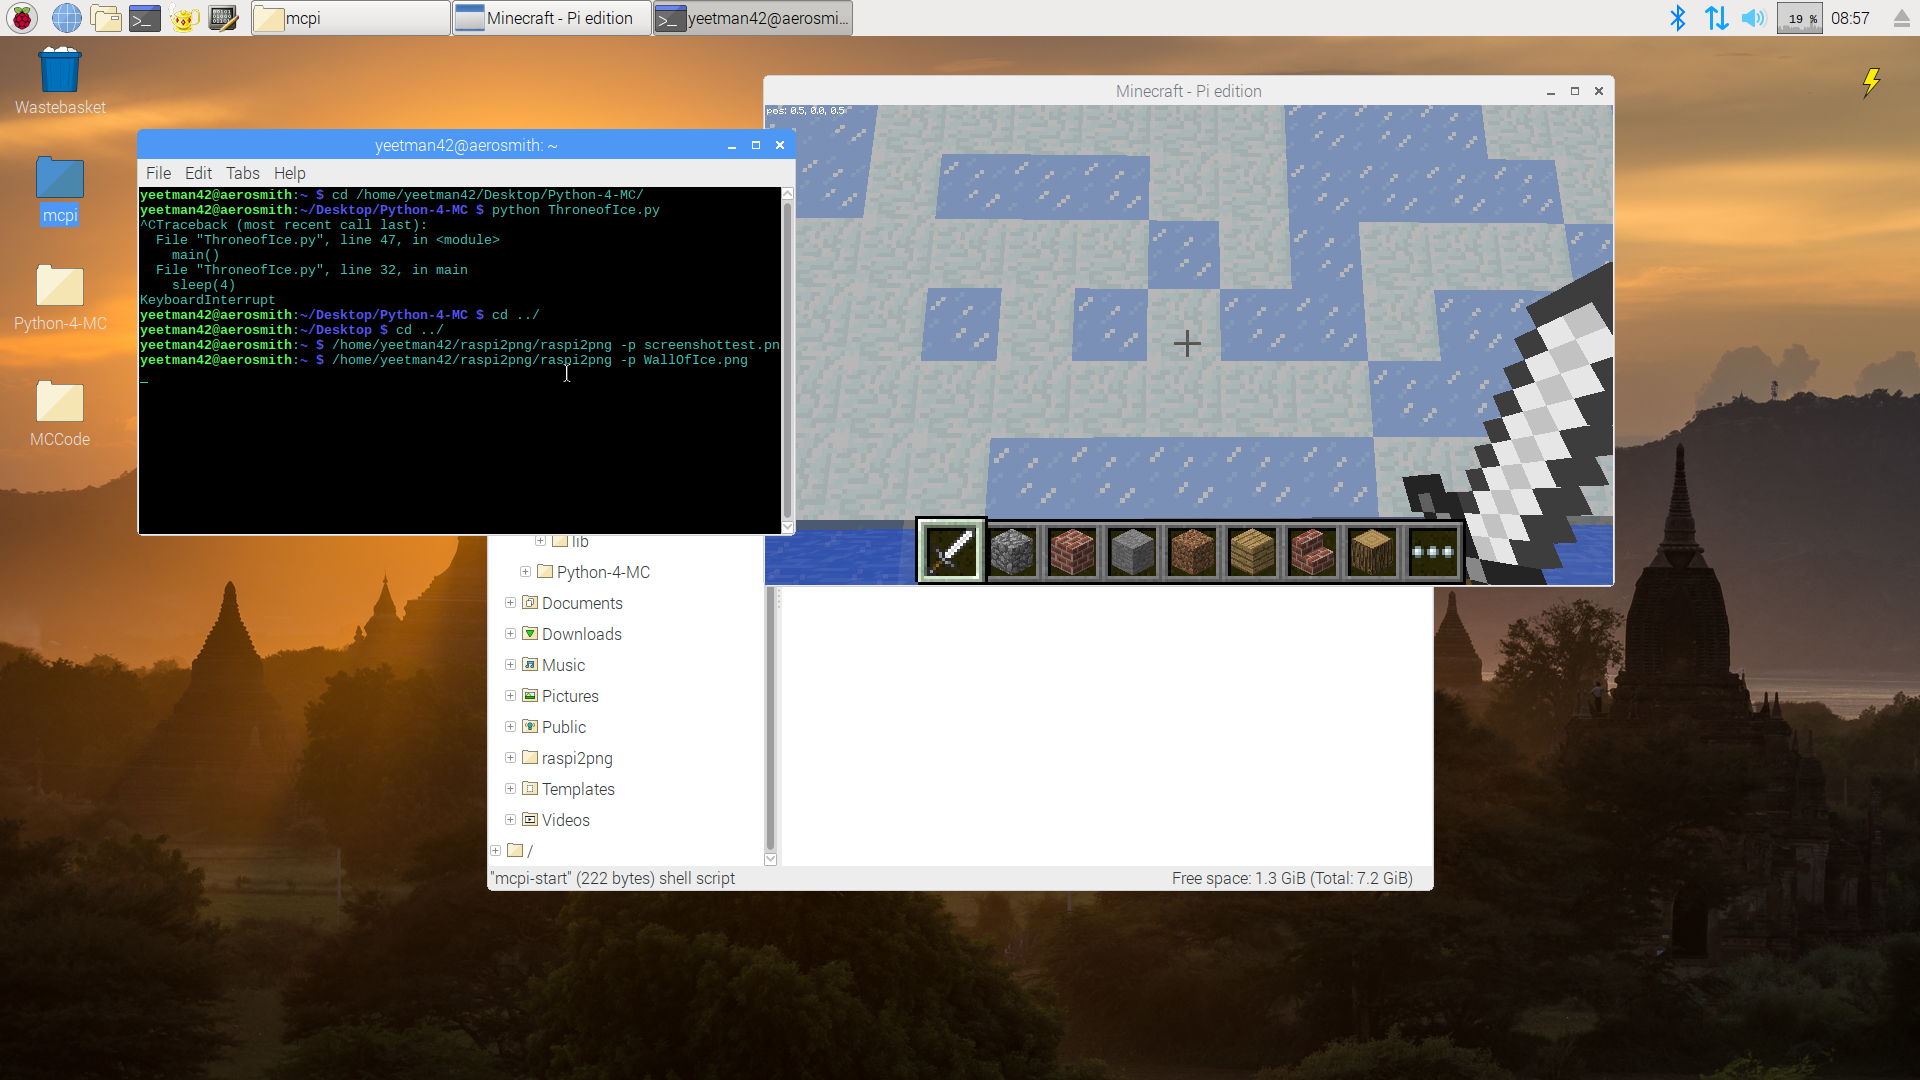 mcpi
Minecraft - Pi edition
yeetman42@aerosmi...
19 %
08:57
Wastebasket
mcpi
Python-4-MC
MCCode
Minecraft - Pi edition
pos: 0.5, 0.0, 0.5
yeetman42@aerosmith: ~
File Edit Tabs Help
yeetman42@aerosmith:~ $ cd /home/yeetman42/Desktop/Python-4-MC/
yeetman42@aerosmith:~/Desktop/Python-4-MC $ python ThroneofIce.py
^CTraceback (most recent call last):
File "ThroneofIce.py", line 47, in <module>
main()
File "ThroneofIce.py", line 32, in main
sleep(4)
KeyboardInterrupt
yeetman42@aerosmith:~/Desktop/Python-4-MC $ cd ../
yeetman42@aerosmith:~/Desktop $ cd ../
yeetman42@aerosmith:~ $ /home/yeetman42/raspi2png/raspi2png -p screenshottest.pn
yeetman42@aerosmith:~ $ /home/yeetman42/raspi2png/raspi2png -p WallOfIce.png
lib
Python-4-MC
Documents
Downloads
Music
Pictures
Public
raspi2png
Templates
Videos
/
"mcpi-start" (222 bytes) shell script
Free space: 1.3 GiB (Total: 7.2 GiB)